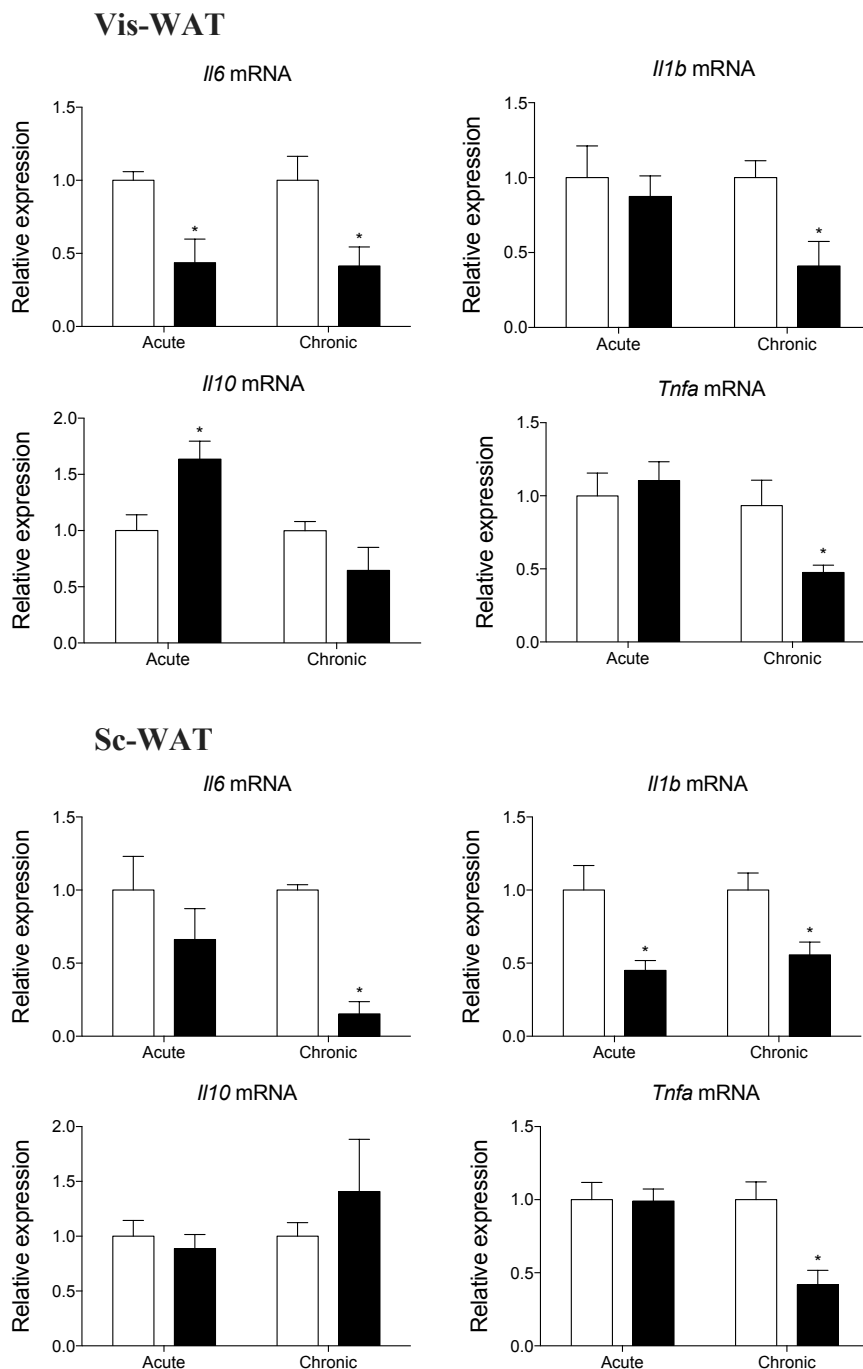 Vis-WAT
Il6 mRNA
Relative expression
1.5
1.0
0.5
0.0
Acute Chronic
*
*
Il1b mRNA
Relative expression
1.5
1.0
0.5
0.0
Acute Chronic
*
Il10 mRNA
Relative expression
2.0
1.5
1.0
0.5
0.0
Acute Chronic
*
Tnfa mRNA
Relative expression
1.5
1.0
0.5
0.0
Acute Chronic
*
Sc-WAT
Il6 mRNA
Relative expression
1.5
1.0
0.5
0.0
Acute Chronic
*
Il1b mRNA
Relative expression
1.5
1.0
0.5
0.0
Acute Chronic
*
*
Il10 mRNA
Relative expression
2.0
1.5
1.0
0.5
0.0
Acute Chronic
Tnfa mRNA
Relative expression
1.5
1.0
0.5
0.0
Acute Chronic
*